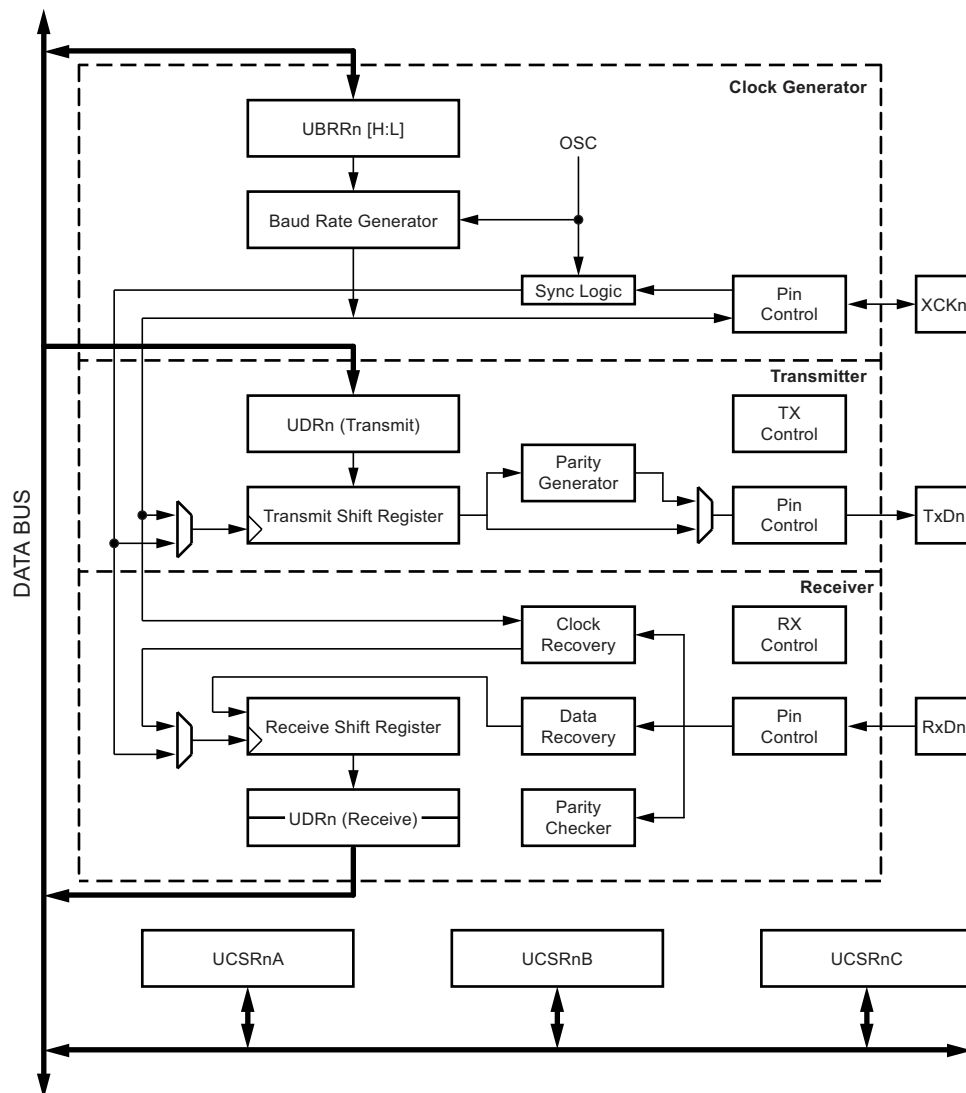 Clock Generator
UBRRn [H:L]
OSC
Baud Rate Generator
Sync Logic
Pin
Control
XCKn
Transmitter
UDRn (Transmit)
TX
Control
Parity
Generator
Transmit Shift Register
Pin
Control
TxDn
DATA BUS
Receiver
Clock
Recovery
RX
Control
Receive Shift Register
Data
Recovery
Pin
Control
RxDn
UDRn (Receive)
Parity
Checker
UCSRnA
UCSRnB
UCSRnC